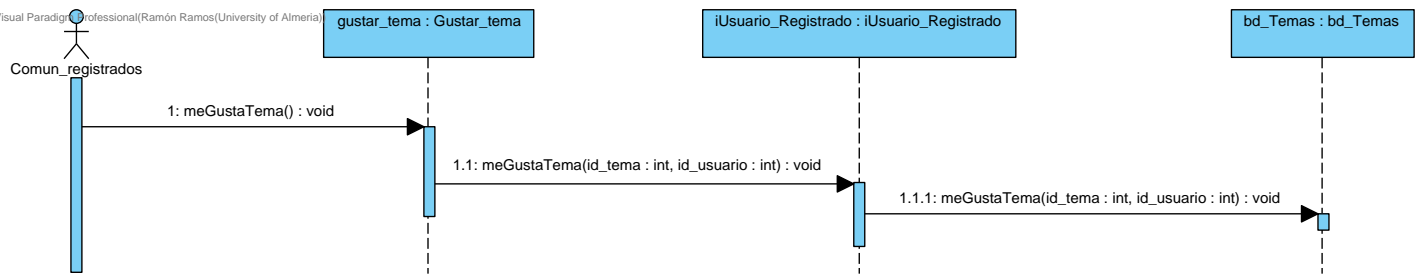 Visual Paradigm Professional(Ramón Ramos(University of Almeria))
gustar_tema : Gustar_tema
iUsuario_Registrado : iUsuario_Registrado
bd_Temas : bd_Temas
Comun_registrados
1: meGustaTema() : void
1.1: meGustaTema(id_tema : int, id_usuario : int) : void
1.1.1: meGustaTema(id_tema : int, id_usuario : int) : void